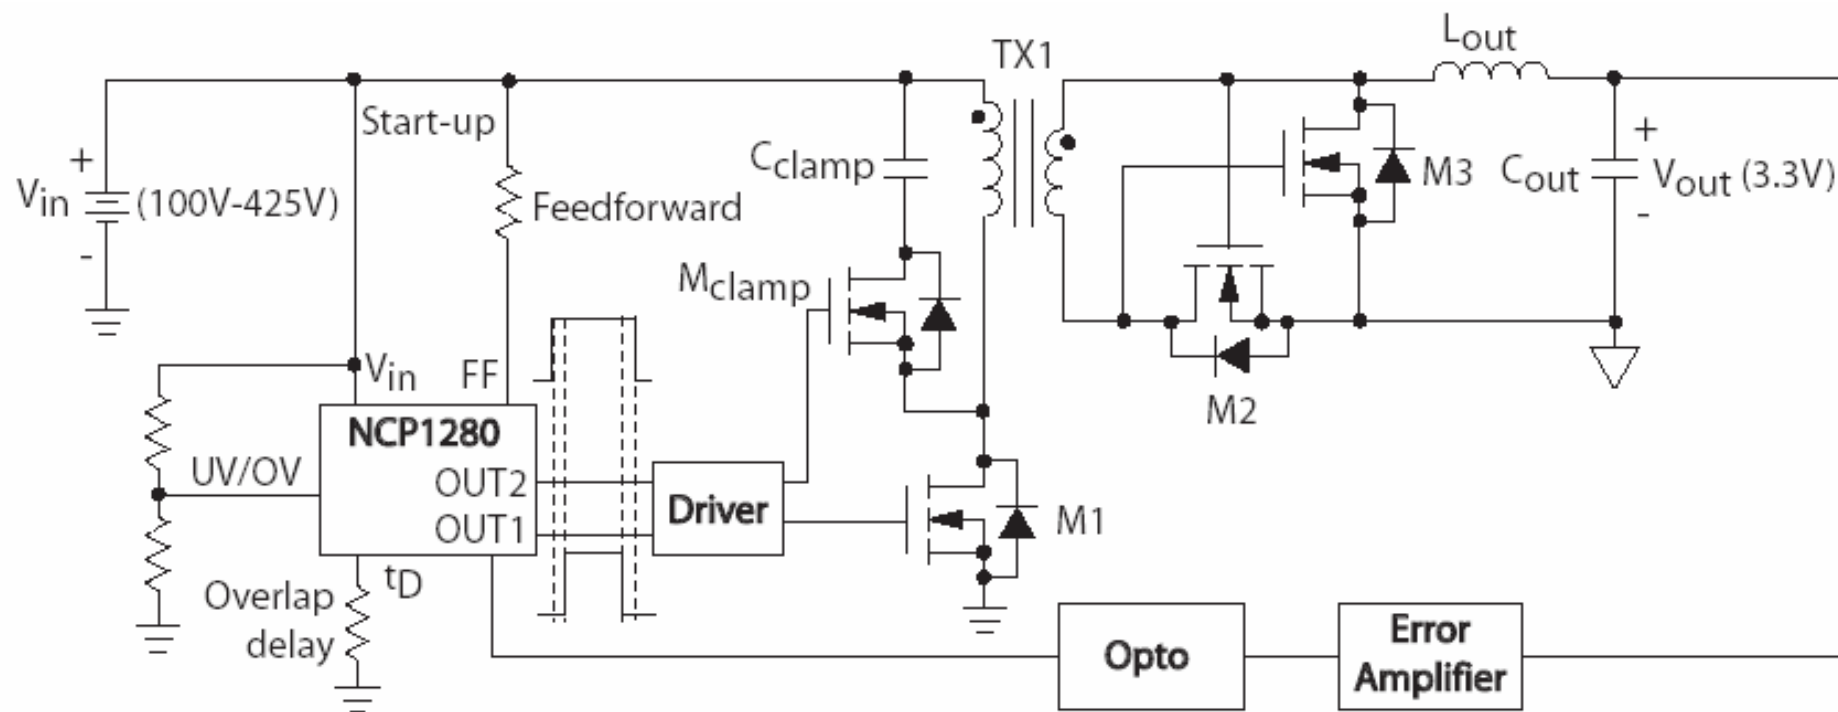 Lout
TX1
Start-up
+
Vin
(100V-425V)
-
Cclamp
Feedforward
Mclamp
M3
Cout
+
Vout (3.3V)
-
M2
Vin
FF
NCP1280
UV/OV
OUT2
OUT1
Driver
M1
tD
Overlap
delay
Opto
Error
Amplifier